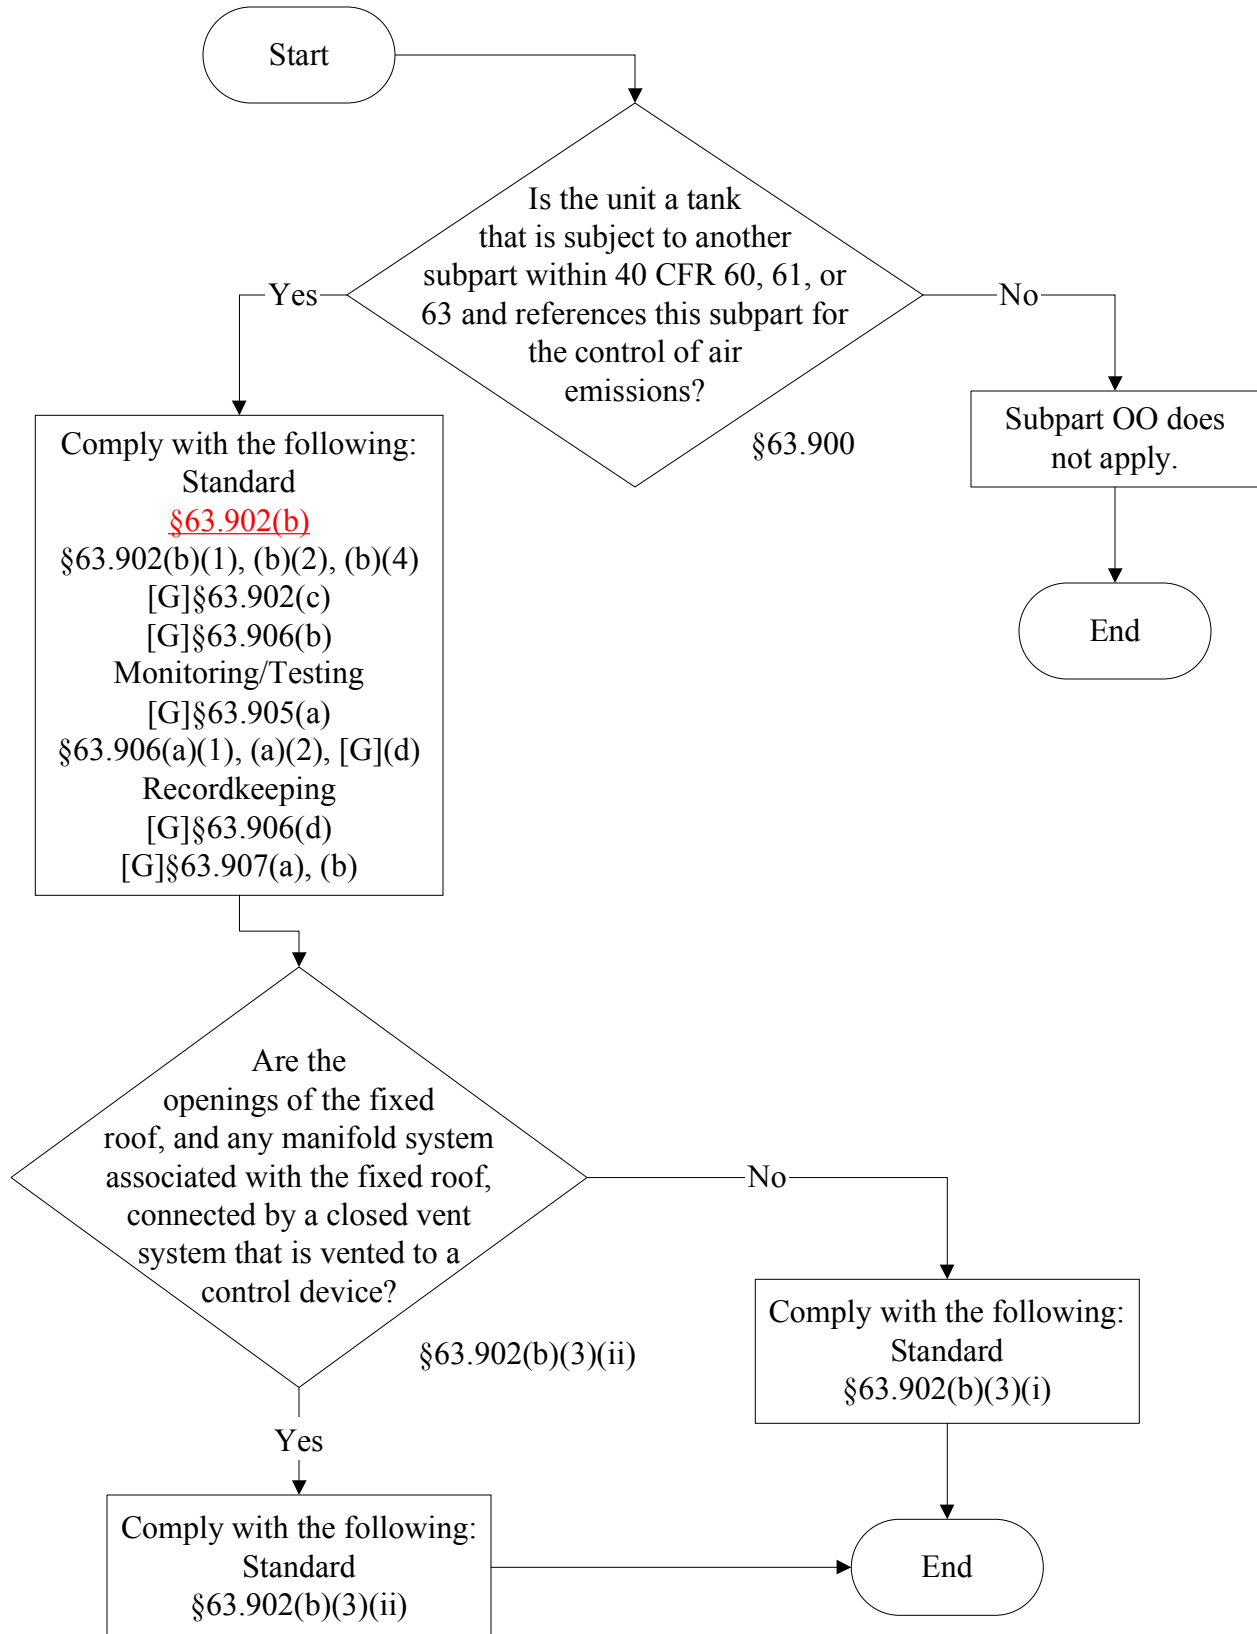 Start
Is the unit a tank
that is subject to another
subpart within 40 CFR 60, 61, or
63 and references this subpart for
the control of air
emissions?
§63.900
Yes
No
Subpart OO does
not apply.
End
Comply with the following:
Standard
§63.902(b)
§63.902(b)(1), (b)(2), (b)(4)
[G]§63.902(c)
[G]§63.906(b)
Monitoring/Testing
[G]§63.905(a)
§63.906(a)(1), (a)(2), [G](d)
Recordkeeping
[G]§63.906(d)
[G]§63.907(a), (b)
Are the
openings of the fixed
roof, and any manifold system
associated with the fixed roof,
connected by a closed vent
system that is vented to a
control device?
§63.902(b)(3)(ii)
No
Comply with the following:
Standard
§63.902(b)(3)(i)
Yes
Comply with the following:
Standard
§63.902(b)(3)(ii)
End